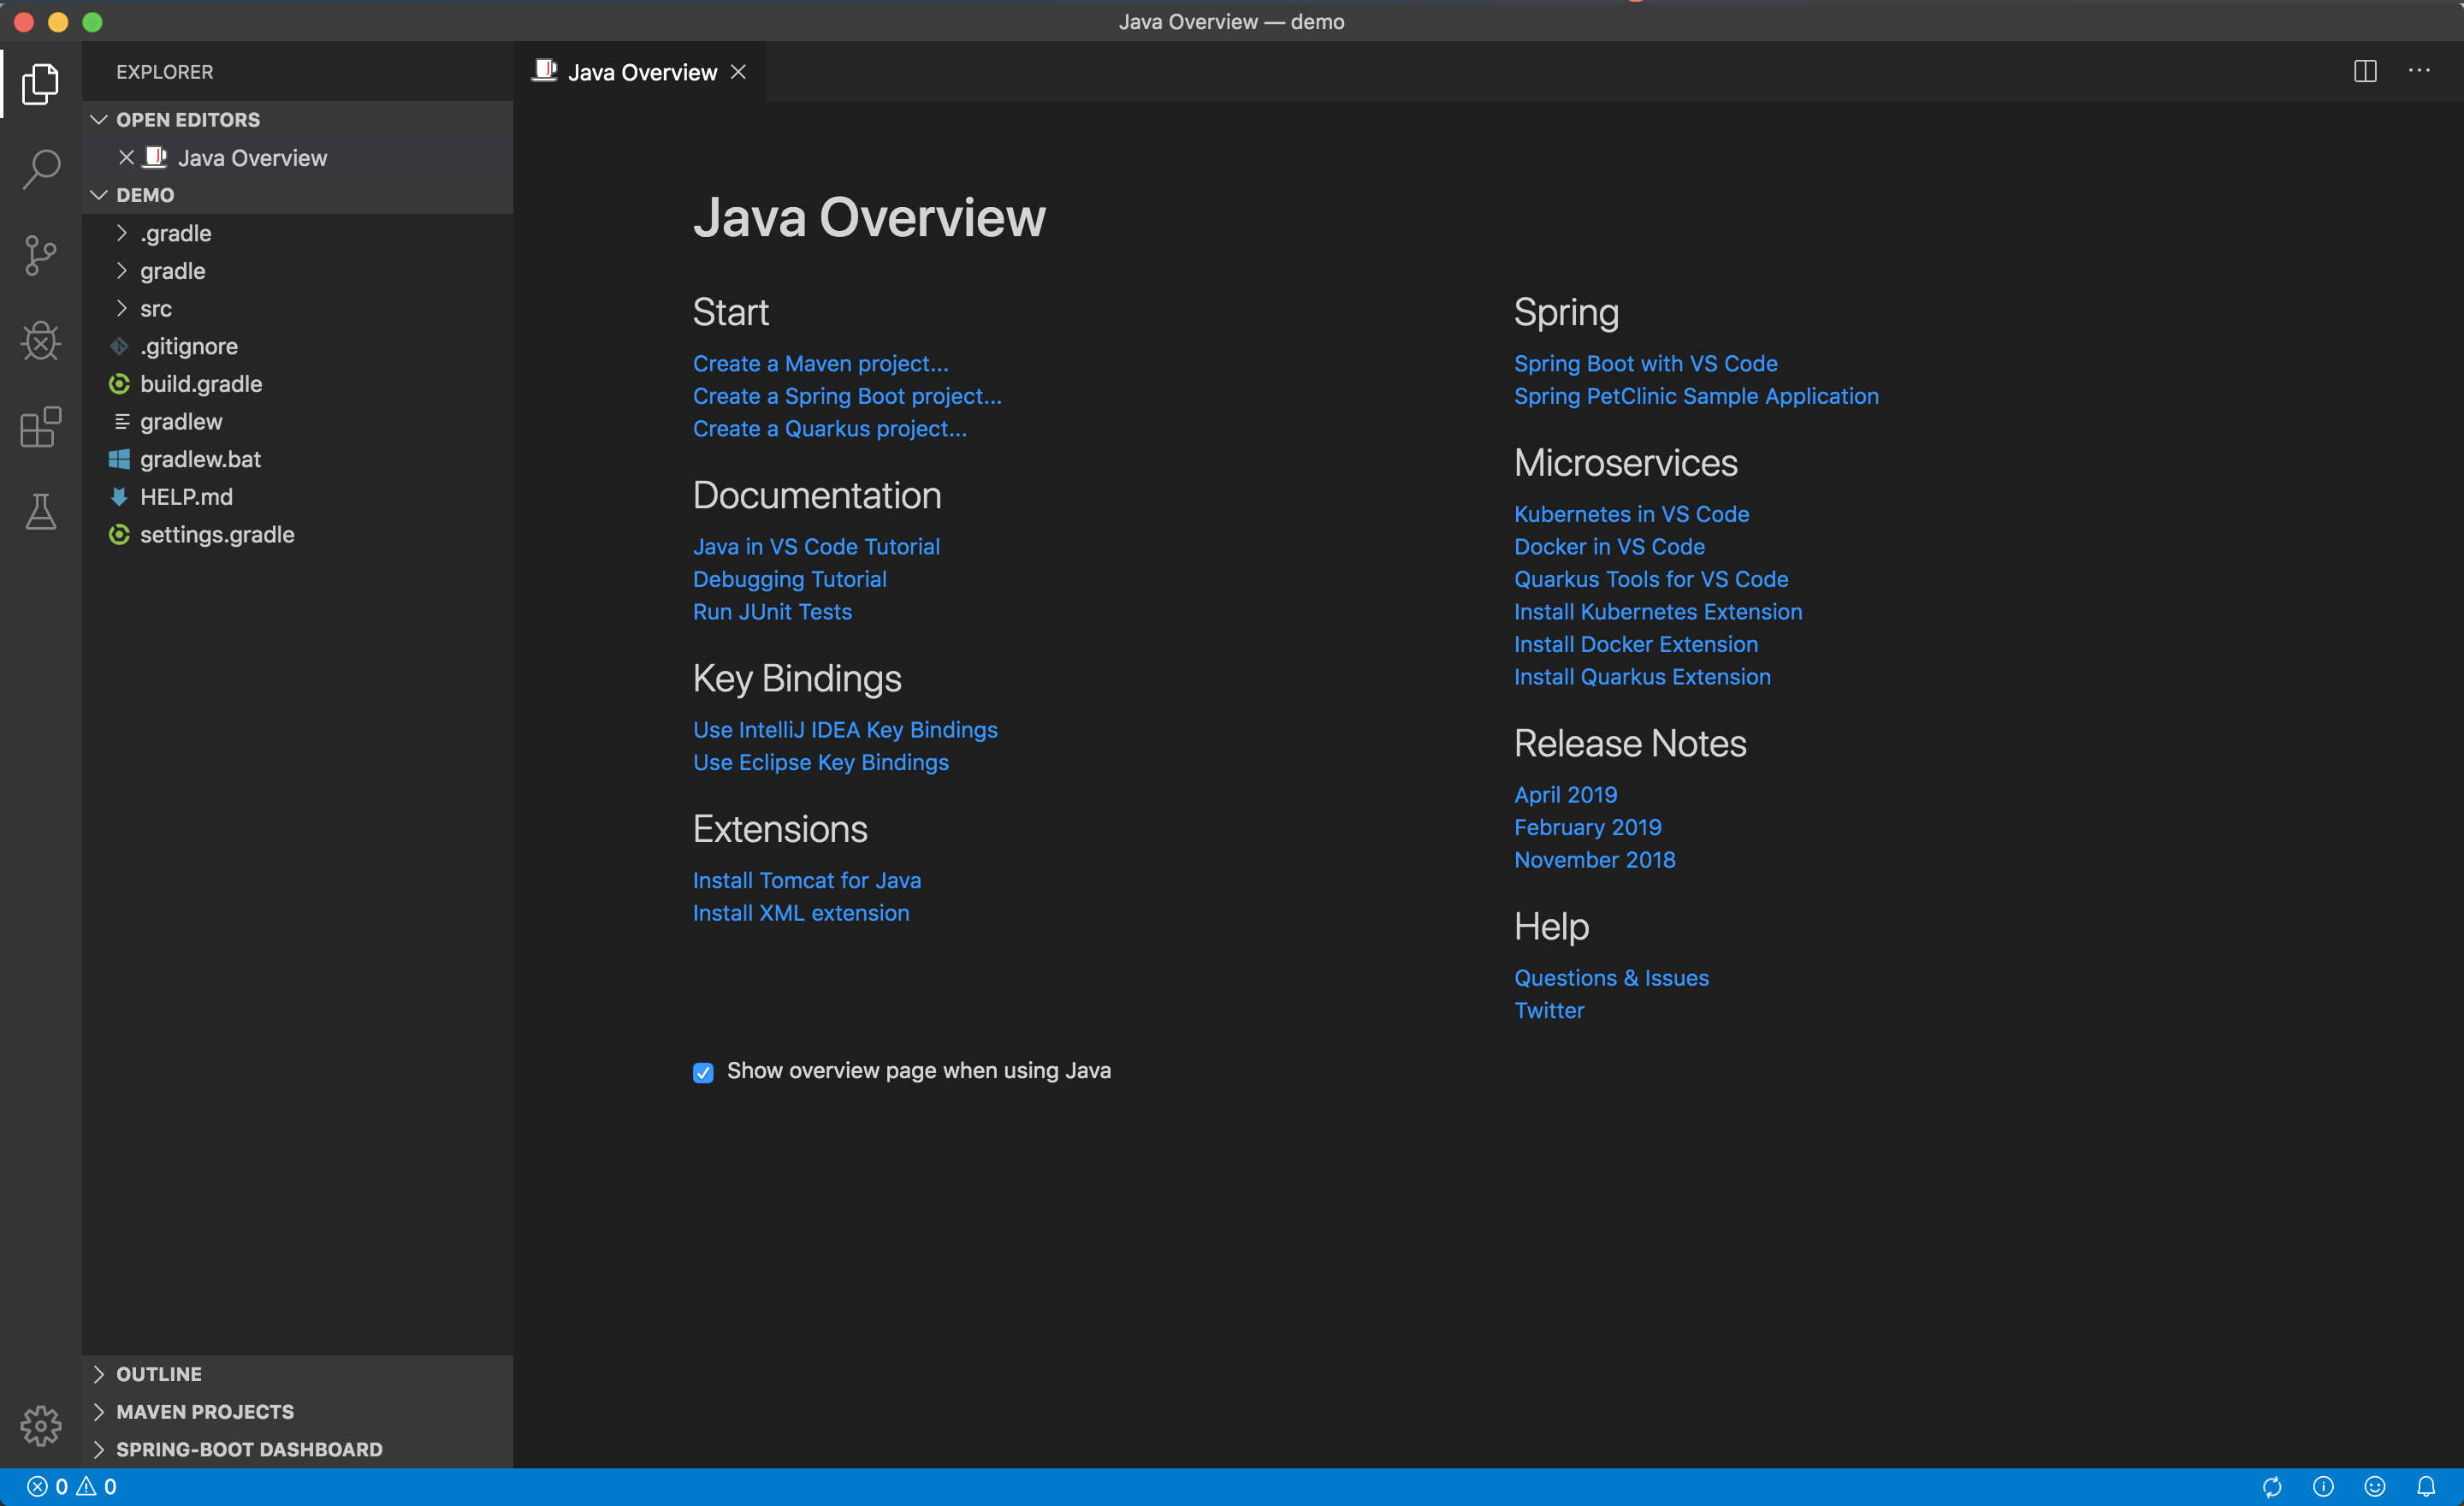 Java Overview — demo
EXPLORER
OPEN EDITORS
Java Overview
DEMO
.gradle
gradle
src
.gitignore
build.gradle
gradlew
gradlew.bat
HELP.md
settings.gradle
OUTLINE
MAVEN PROJECTS
SPRING-BOOT DASHBOARD
Java Overview
Java Overview
Start
Create a Maven project...
Create a Spring Boot project...
Create a Quarkus project...
Documentation
Java in VS Code Tutorial
Debugging Tutorial
Run JUnit Tests
Key Bindings
Use IntelliJ IDEA Key Bindings
Use Eclipse Key Bindings
Extensions
Install Tomcat for Java
Install XML extension
Spring
Spring Boot with VS Code
Spring PetClinic Sample Application
Microservices
Kubernetes in VS Code
Docker in VS Code
Quarkus Tools for VS Code
Install Kubernetes Extension
Install Docker Extension
Install Quarkus Extension
Release Notes
April 2019
February 2019
November 2018
Help
Questions & Issues
Twitter
Show overview page when using Java
0 0